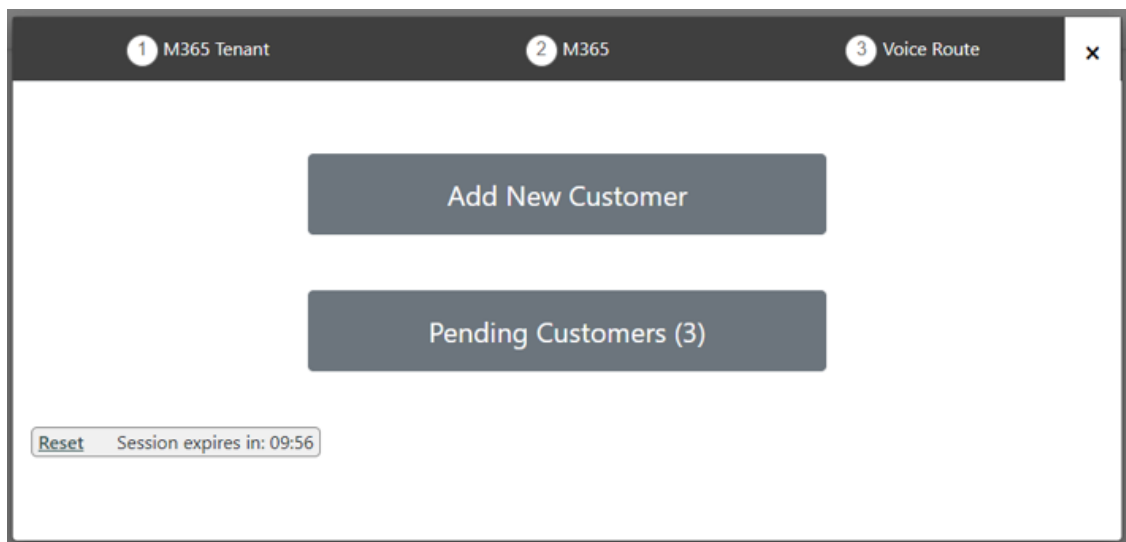 1 M365 Tenant 2 M365 3 Voice Route ×
Add New Customer
Pending Customers (3)
Reset Session expires in: 09:56